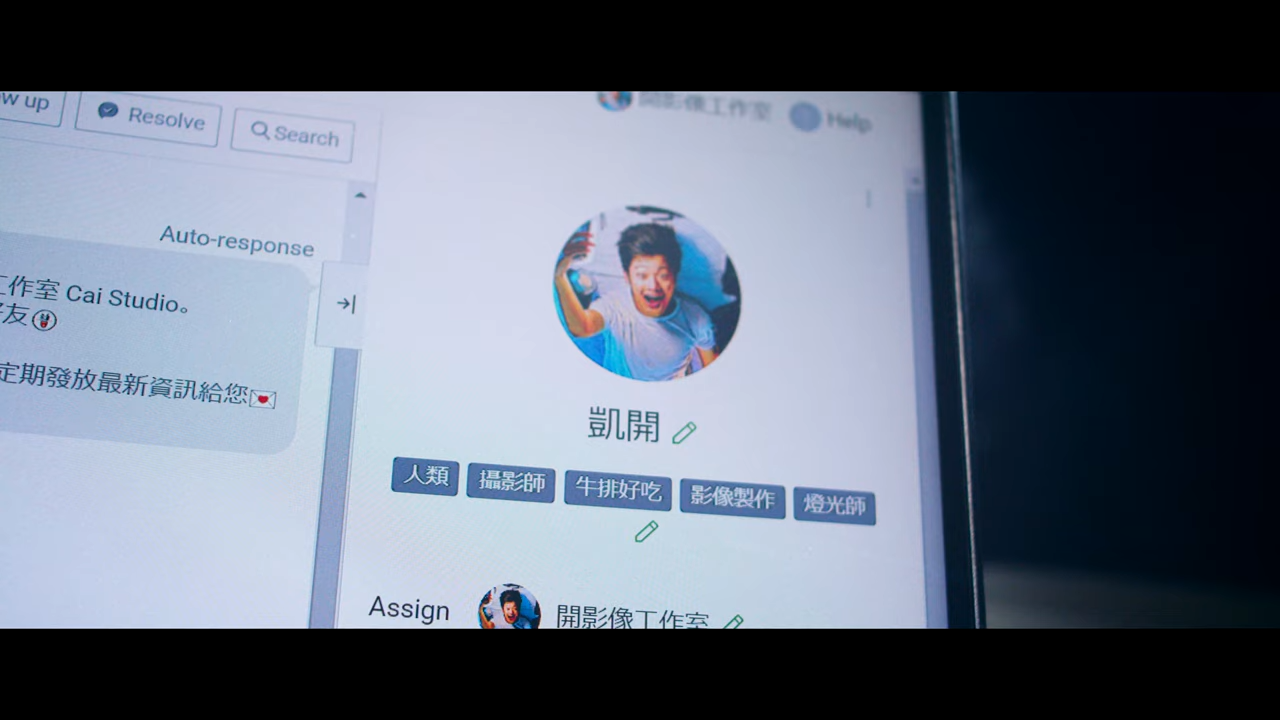 w up
Resolve
Search
開影像工作室
Help
Auto-response
工作室 Cai Studio。
好友
定期發放最新資訊給您
凱開
人類
攝影師
牛排好吃
影像製作
燈光師
Assign
開影像工作室